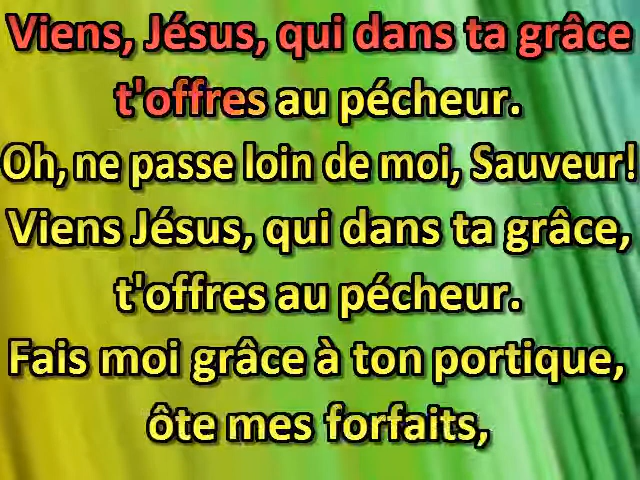 Viens, Jésus, qui dans ta grâce
t'offres au pécheur.
Oh, ne passe loin de moi, Sauveur!
Viens Jésus, qui dans ta grâce,
t'offres au pécheur.
Fais moi grâce à ton portique,
ôte mes forfaits,